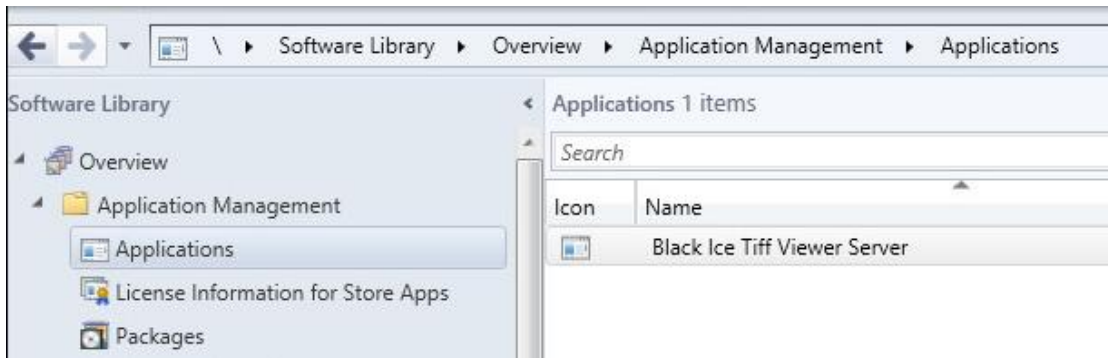 \ Software Library Overview Application Management Applications
Software Library
Overview
Application Management
Applications
License Information for Store Apps
Packages
Applications 1 items
Search
Icon Name
Black Ice Tiff Viewer Server